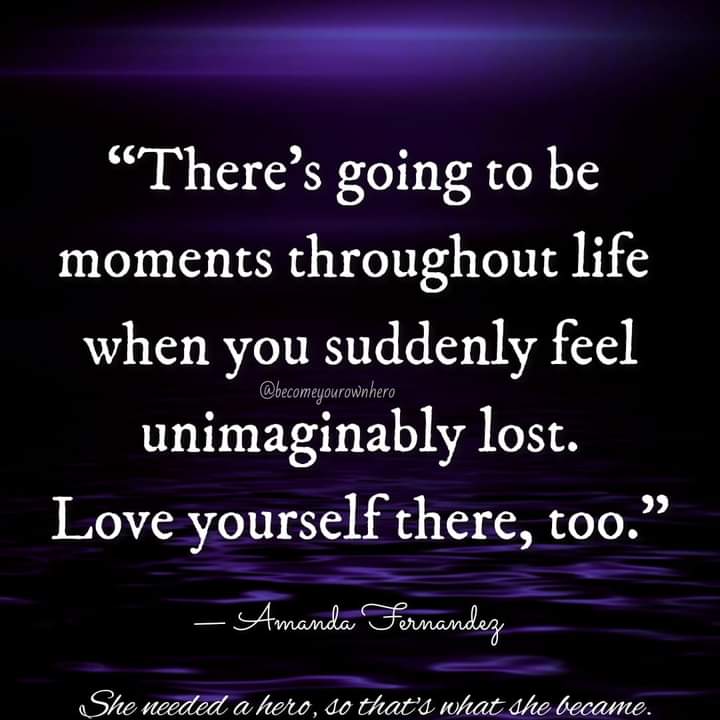 “There’s going to be
moments throughout life
when you suddenly feel
@becomeyourownhero
unimaginably lost.
Love yourself there, too.”
— Amanda Fernandez
She needed a hero, so that's what she became.